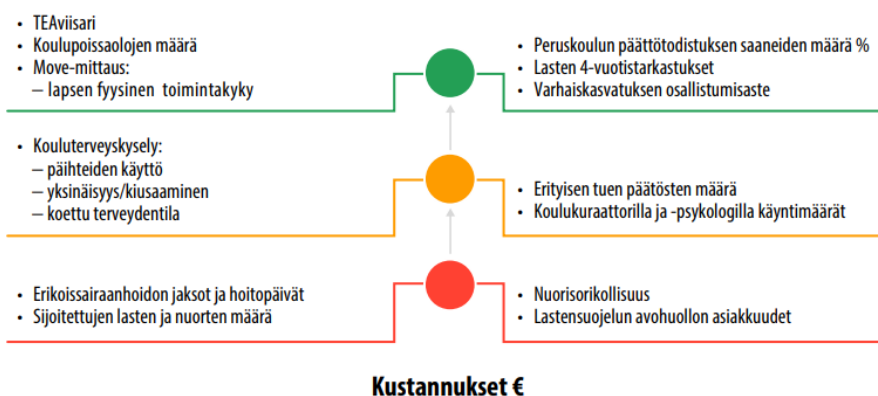 • TEAviisari
• Koulupoissaolojen määrä
• Move-mittaus:
– lapsen fyysinen toimintakyky
• Peruskoulun päättötodistuksen saaneiden määrä %
• Lasten 4-vuotistarkastukset
• Varhaiskasvatuksen osallistumisaste
• Kouluterveyskysely:
– päihteiden käyttö
– yksinäisyys/kiusaaminen
– koettu terveydentila
• Erityisen tuen päätösten määrä
• Koulukuraattorilla ja -psykologilla käyntimäärät
• Erikoissairaanhoidon jaksot ja hoitopäivät
• Sijoitettujen lasten ja nuorten määrä
• Nuorisorikollisuus
• Lastensuojelun avohuollon asiakkuudet
Kustannukset €